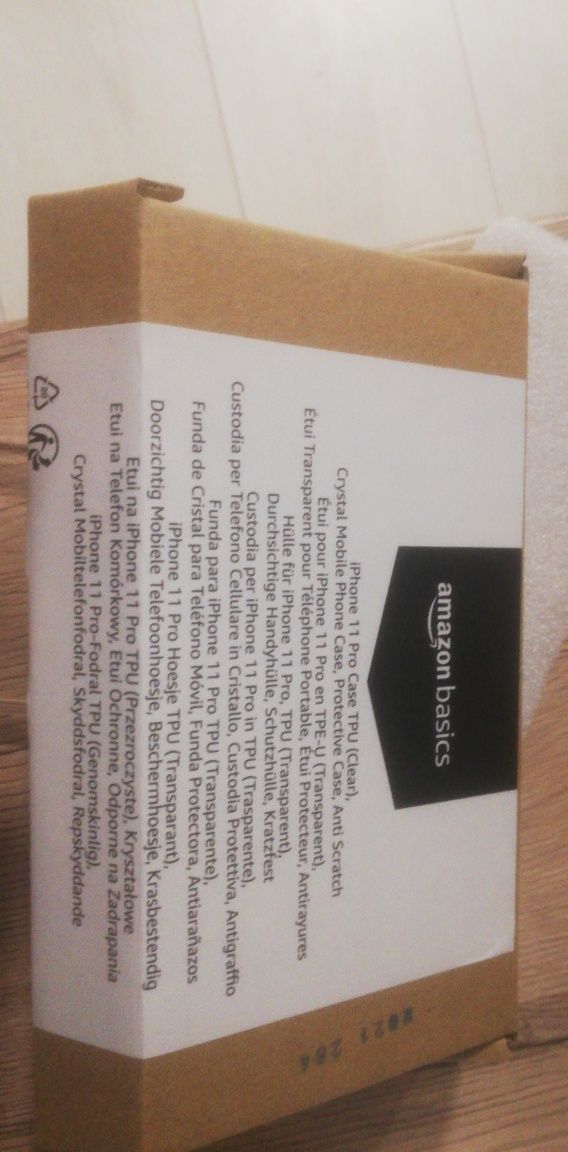 amazon basics
iPhone 11 Pro Case TPU (Clear),
Crystal Mobile Phone Case, Protective Case, Anti Scratch
Étui pour iPhone 11 Pro en TPE-U (Transparent),
Étui Transparent pour Téléphone Portable, Étui Protecteur, Antirayures
Hülle für iPhone 11 Pro, TPU (Transparent),
Durchsichtige Handyhülle, Schutzhülle, Kratzfest
Custodia per iPhone 11 Pro in TPU (Trasparente),
Custodia per Telefono Cellulare in Cristallo, Custodia Protettiva, Antigraffio
Funda para iPhone 11 Pro TPU (Transparente),
Funda de Cristal para Teléfono Móvil, Funda Protectora, Antiarañazos
iPhone 11 Pro Hoesje TPU (Transparant),
Doorzichtig Mobiele Telefoonhoesje, Beschermhoesje, Krasbestendig
Etui na iPhone 11 Pro TPU (Przezroczyste), Kryształowe
Etui na Telefon Komórkowy, Etui Ochronne, Odporne na Zadrapania
iPhone 11 Pro-Fodral TPU (Genomskinlig),
Crystal Mobiltelefonfodral, Skyddsfodral, Repskyddande